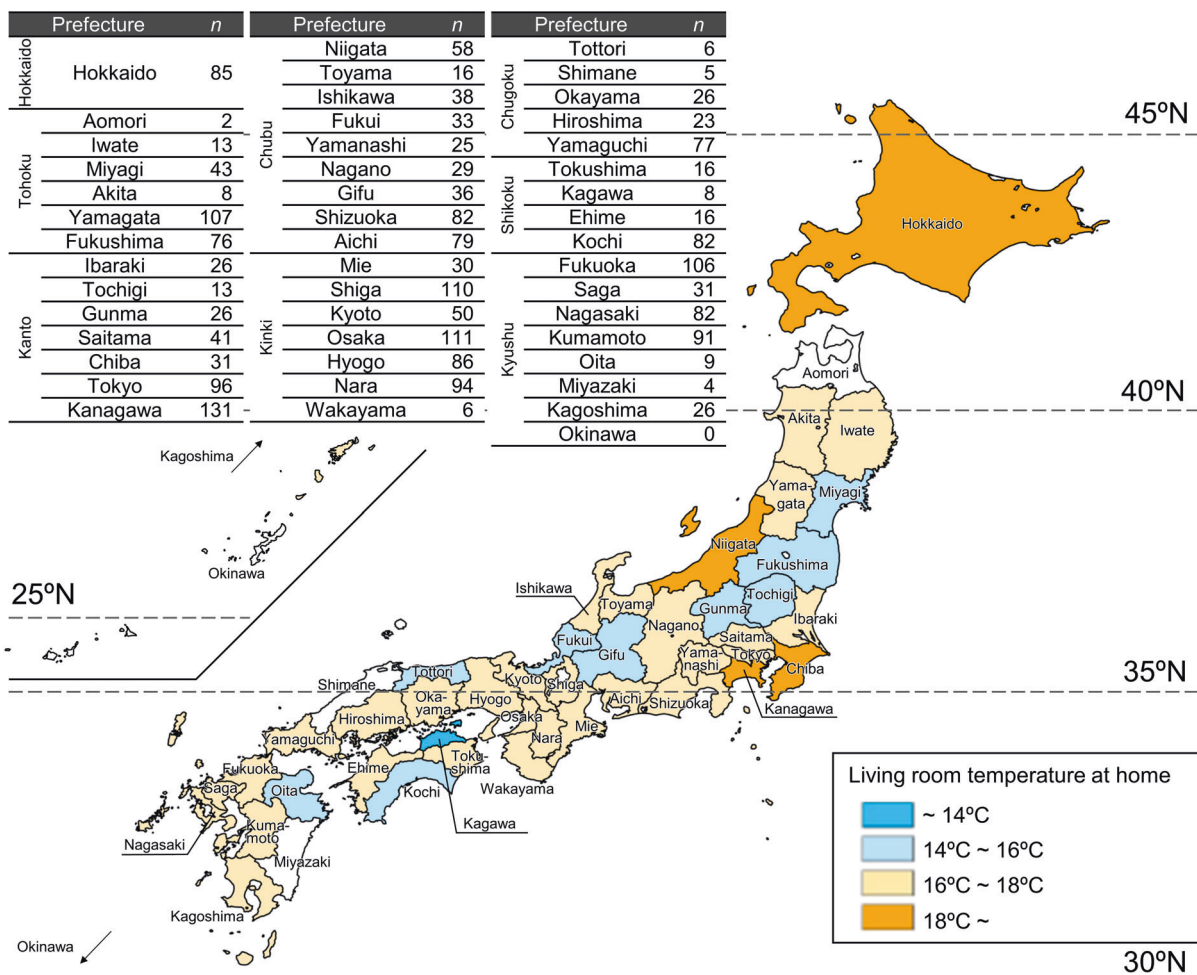 Prefecture n
Hokkaido
Hokkaido 85
Tohoku
Aomori 2
Iwate 13
Miyagi 43
Akita 8
Yamagata 107
Fukushima 76
Kanto
Ibaraki 26
Tochigi 13
Gunma 26
Saitama 41
Chiba 31
Tokyo 96
Kanagawa 131
Prefecture n
Chubu
Niigata 58
Toyama 16
Ishikawa 38
Fukui 33
Yamanashi 25
Nagano 29
Gifu 36
Shizuoka 82
Aichi 79
Kinki
Mie 30
Shiga 110
Kyoto 50
Osaka 111
Hyogo 86
Nara 94
Wakayama 6
Prefecture n
Chugoku
Tottori 6
Shimane 5
Okayama 26
Hiroshima 23
Yamaguchi 77
Shikoku
Tokushima 16
Kagawa 8
Ehime 16
Kochi 82
Kyushu
Fukuoka 106
Saga 31
Nagasaki 82
Kumamoto 91
Oita 9
Miyazaki 4
Kagoshima 26
Okinawa 0
45ºN
Hokkaido
Aomori
40ºN
Akita
Iwate
Kagoshima
Yama-
gata
Miyagi
Niigata
Okinawa
Fukushima
Ishikawa
25ºN
Toyama
Tochigi
Gunma
Ibaraki
Nagano
Saitama
Fukui
Gifu
Yama-
nashi
Tokyo
Chiba
Tottori
Kyoto
Shiga
Shimane
35ºN
Oka-
yama
Hyogo
Aichi
Shizuoka
Kanagawa
Hiroshima
Osaka
Mie
Yamaguchi
Nara
Toku-
shima
Ehime
Fukuoka
Saga
Oita
Kochi
Wakayama
Kagawa
Kuma-
moto
Nagasaki
Miyazaki
Kagoshima
Okinawa
Living room temperature at home
~ 14ºC
14ºC ~ 16ºC
16ºC ~ 18ºC
18ºC ~
30ºN